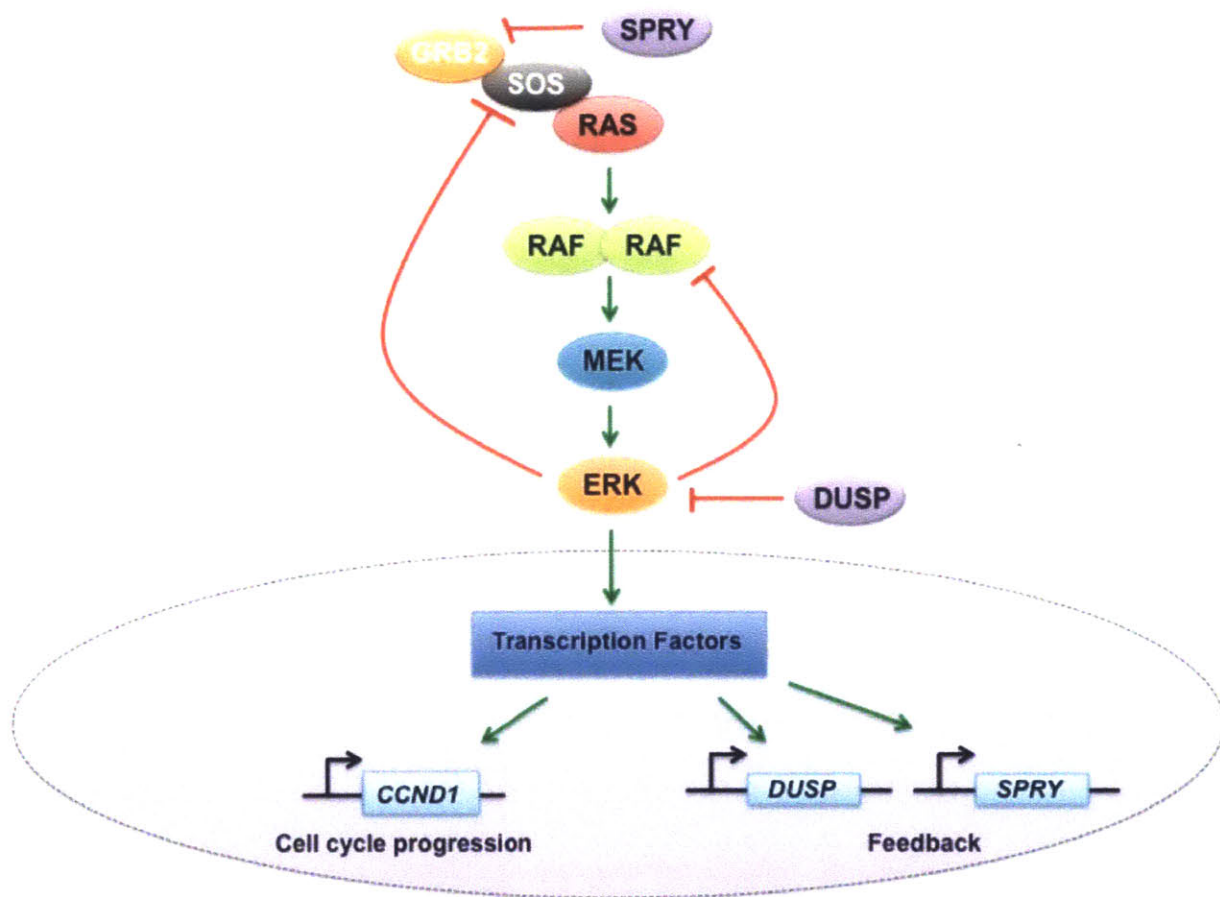 SPRY
GRB2
SOS
RAS
RAF RAF
MEK
ERK
DUSP
Transcription Factors
CCND1
DUSP
SPRY
Cell cycle progression
Feedback